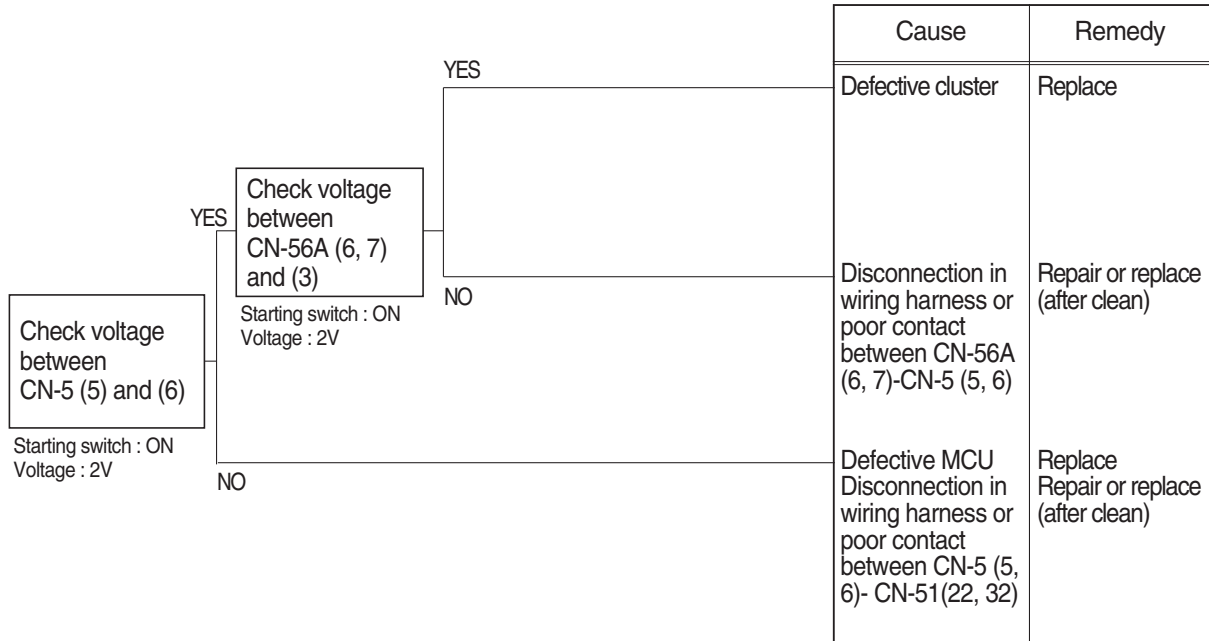 Cause
Remedy
YES
Defective cluster
Replace
Check voltage
between
CN-56A (6, 7)
and (3)
YES
NO
Starting switch : ON
Voltage : 2V
Disconnection in
wiring harness or
poor contact
between CN-56A
(6, 7)-CN-5 (5, 6)
Repair or replace
(after clean)
Check voltage
between
CN-5 (5) and (6)
Starting switch : ON
Voltage : 2V
NO
Defective MCU
Disconnection in
wiring harness or
poor contact
between CN-5 (5,
6)- CN-51(22, 32)
Replace
Repair or replace
(after clean)